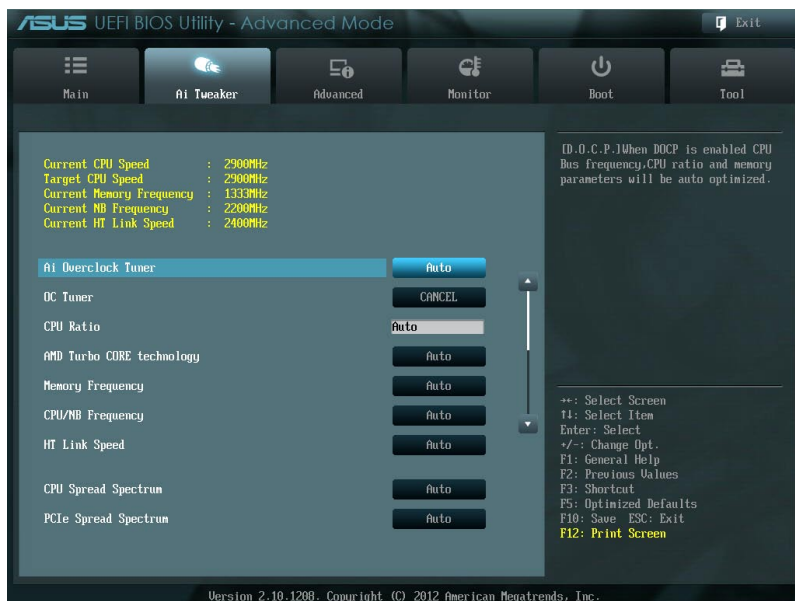 ASUS UEFI BIOS Utility - Advanced Mode
Exit
Main
Ai Tweaker
Advanced
Monitor
Boot
Tool
Current CPU Speed : 2900MHz
Target CPU Speed : 2900MHz
Current Memory Frequency : 1333MHz
Current NB Frequency : 2200MHz
Current HT Link Speed : 2400MHz
Ai Overclock Tuner Auto
OC Tuner CANCEL
CPU Ratio Auto
AMD Turbo CORE technology Auto
Memory Frequency Auto
CPU/NB Frequency Auto
HT Link Speed Auto
CPU Spread Spectrum Auto
PCIe Spread Spectrum Auto
[D.O.C.P.]When DOCP is enabled CPU
Bus frequency,CPU ratio and memory
parameters will be auto optimized.
→←: Select Screen
↑↓: Select Item
Enter: Select
+/-: Change Opt.
F1: General Help
F2: Previous Values
F3: Shortcut
F5: Optimized Defaults
F10: Save ESC: Exit
F12: Print Screen
Version 2.10.1208. Copyright (C) 2012 American Megatrends, Inc.